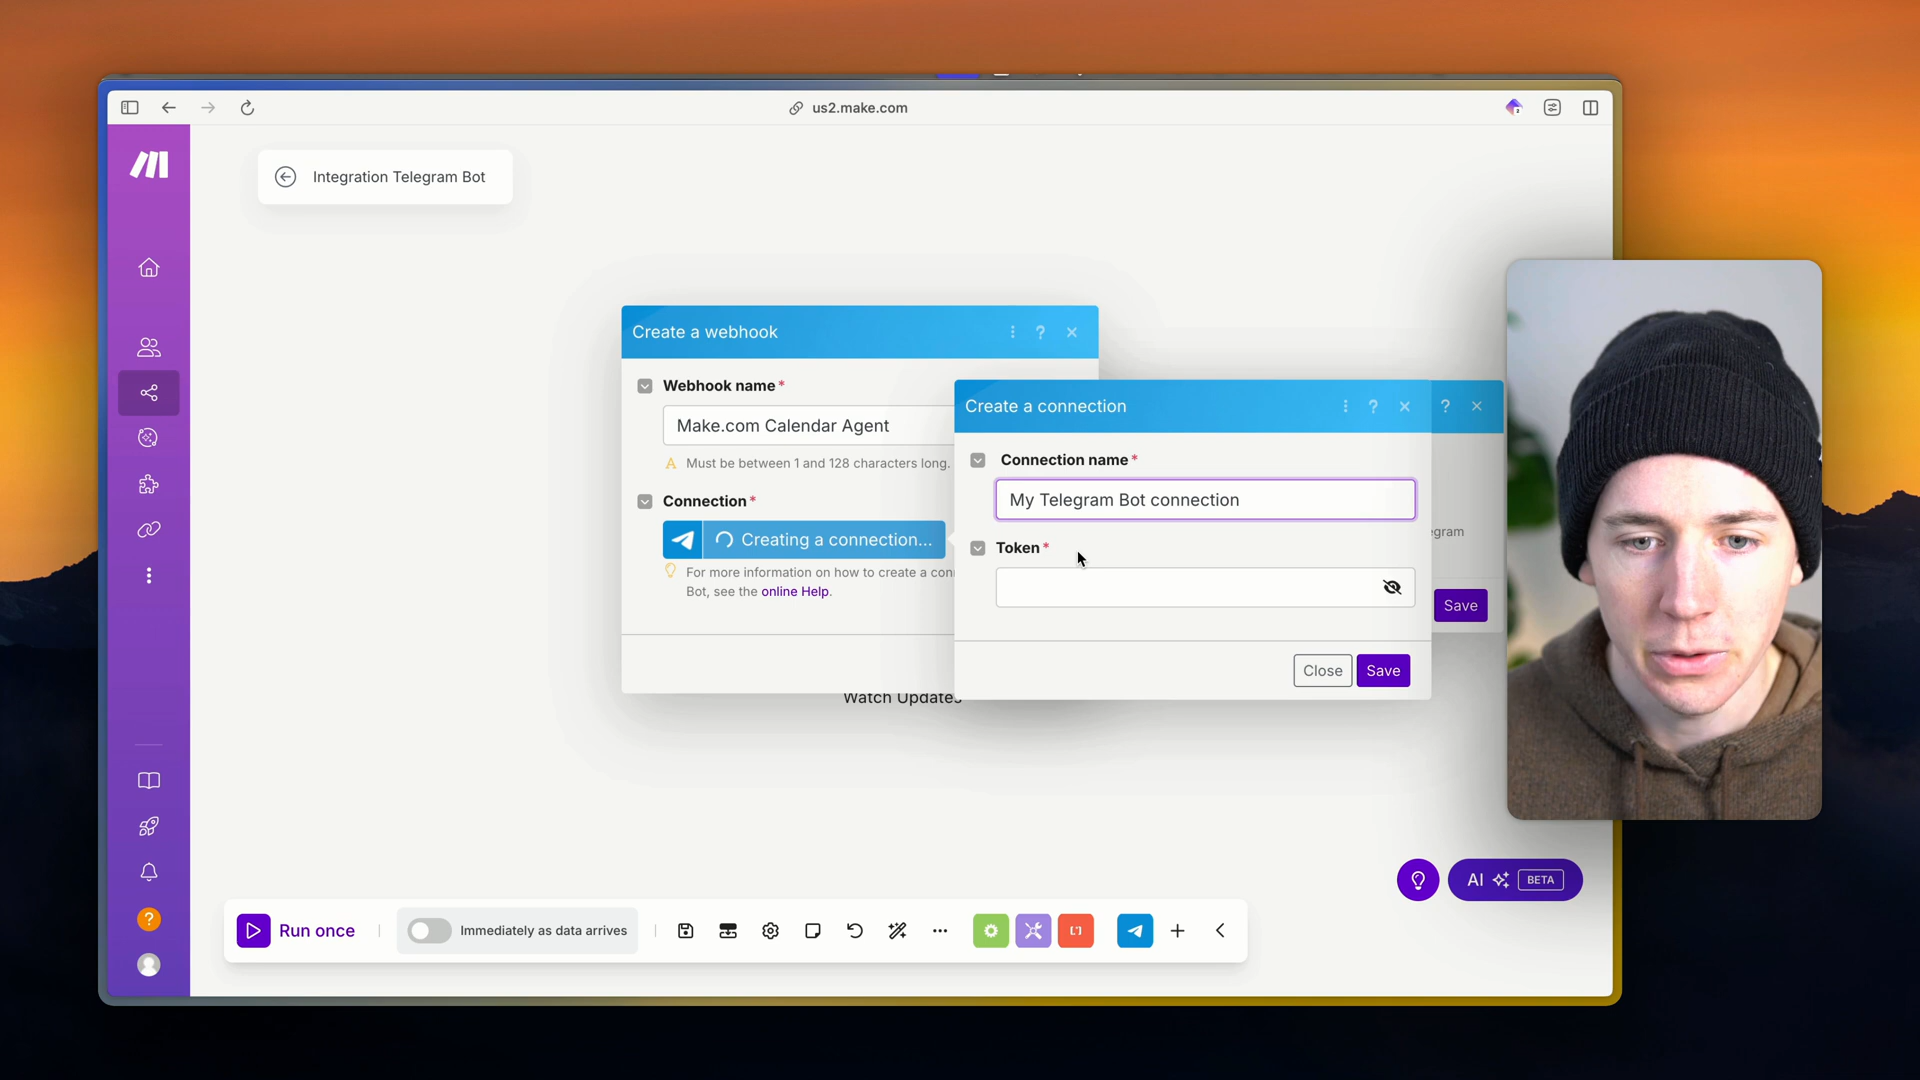 us2.make.com
Integration Telegram Bot
Create a webhook
?
Webhook name*
Make.com Calendar Agent
Must be between 1 and 128 characters long.
Connection*
Creating a connection...
For more information on how to create a con
Bot, see the online Help.
Create a connection
?
?
Connection name*
My Telegram Bot connection
Token*
egram
Save
Close
Save
Watch Updates
AI
BETA
?
Run once
Immediately as data arrives